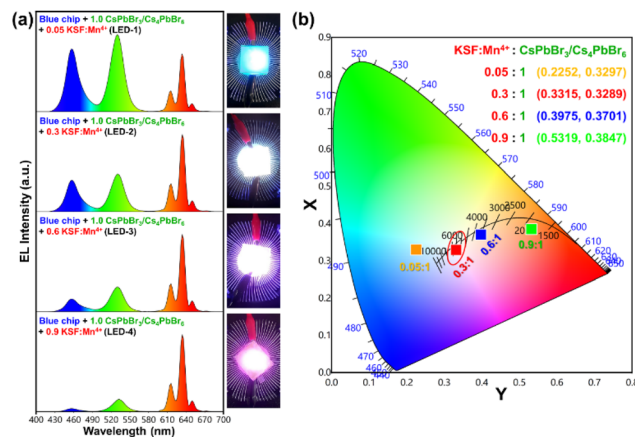 (a)
Blue chip + 1.0 CsPbBr₃/Cs₄PbBr₆
+ 0.05 KSF:Mn⁴⁺ (LED-1)
Blue chip + 1.0 CsPbBr₃/Cs₄PbBr₆
+ 0.3 KSF:Mn⁴⁺ (LED-2)
Blue chip + 1.0 CsPbBr₃/Cs₄PbBr₆
+ 0.6 KSF:Mn⁴⁺ (LED-3)
Blue chip + 1.0 CsPbBr₃/Cs₄PbBr₆
+ 0.9 KSF:Mn⁴⁺ (LED-4)
EL Intensity (a.u.)
400 430 460 490 520 550 580 610 640 670 700
Wavelength (nm)
(b)
KSF:Mn⁴⁺ : CsPbBr₃/Cs₄PbBr₆
0.05 : 1 (0.2252, 0.3297)
0.3 : 1 (0.3315, 0.3289)
0.6 : 1 (0.3975, 0.3701)
0.9 : 1 (0.5319, 0.3847)
0.9
0.8
0.7
0.6
0.5
0.5
0.4
0.3
0.2
0.1
0.0
X
520
530
540
550
560
570
580
590
600
610
620
510
500
490
480
470
460
10000
6000
4000
3000
2500
20
1500
0.05:1
0.3:1
0.6:1
0.9:1
0.0 0.1 0.2 0.3 0.4 0.5 0.6 0.7 0.8
Y